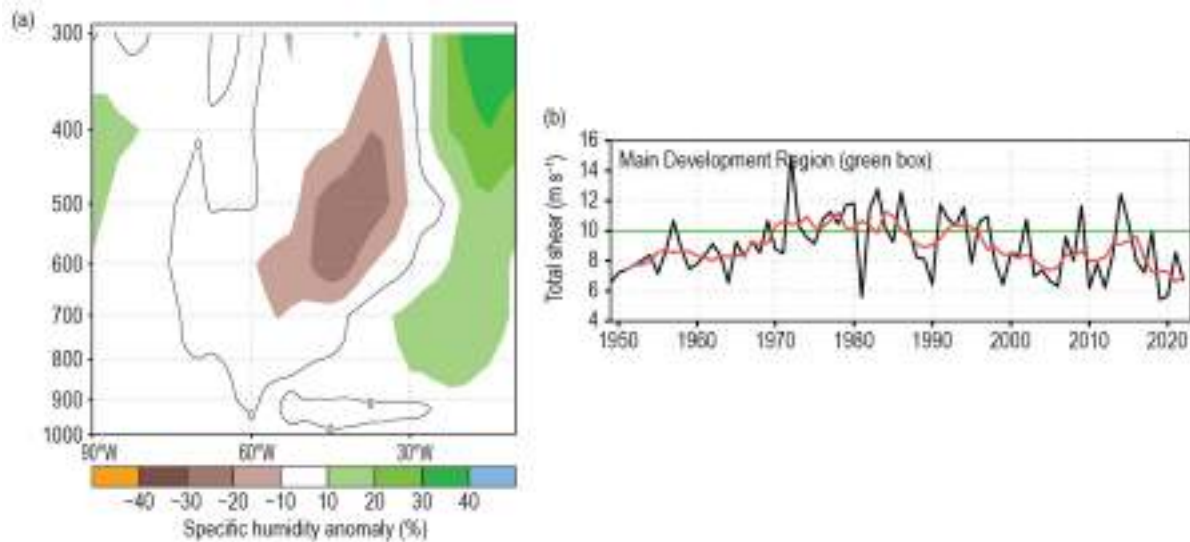 (a)
300
400
500
600
700
800
900
1000
0
0
90°W 60°W 30°W
−40 −30 −20 −10 10 20 30 40
Specific humidity anomaly (%)
(b)
Main Development Region (green box)
Total shear (m s⁻¹)
16
14
12
10
8
6
4
1950 1960 1970 1980 1990 2000 2010 2020